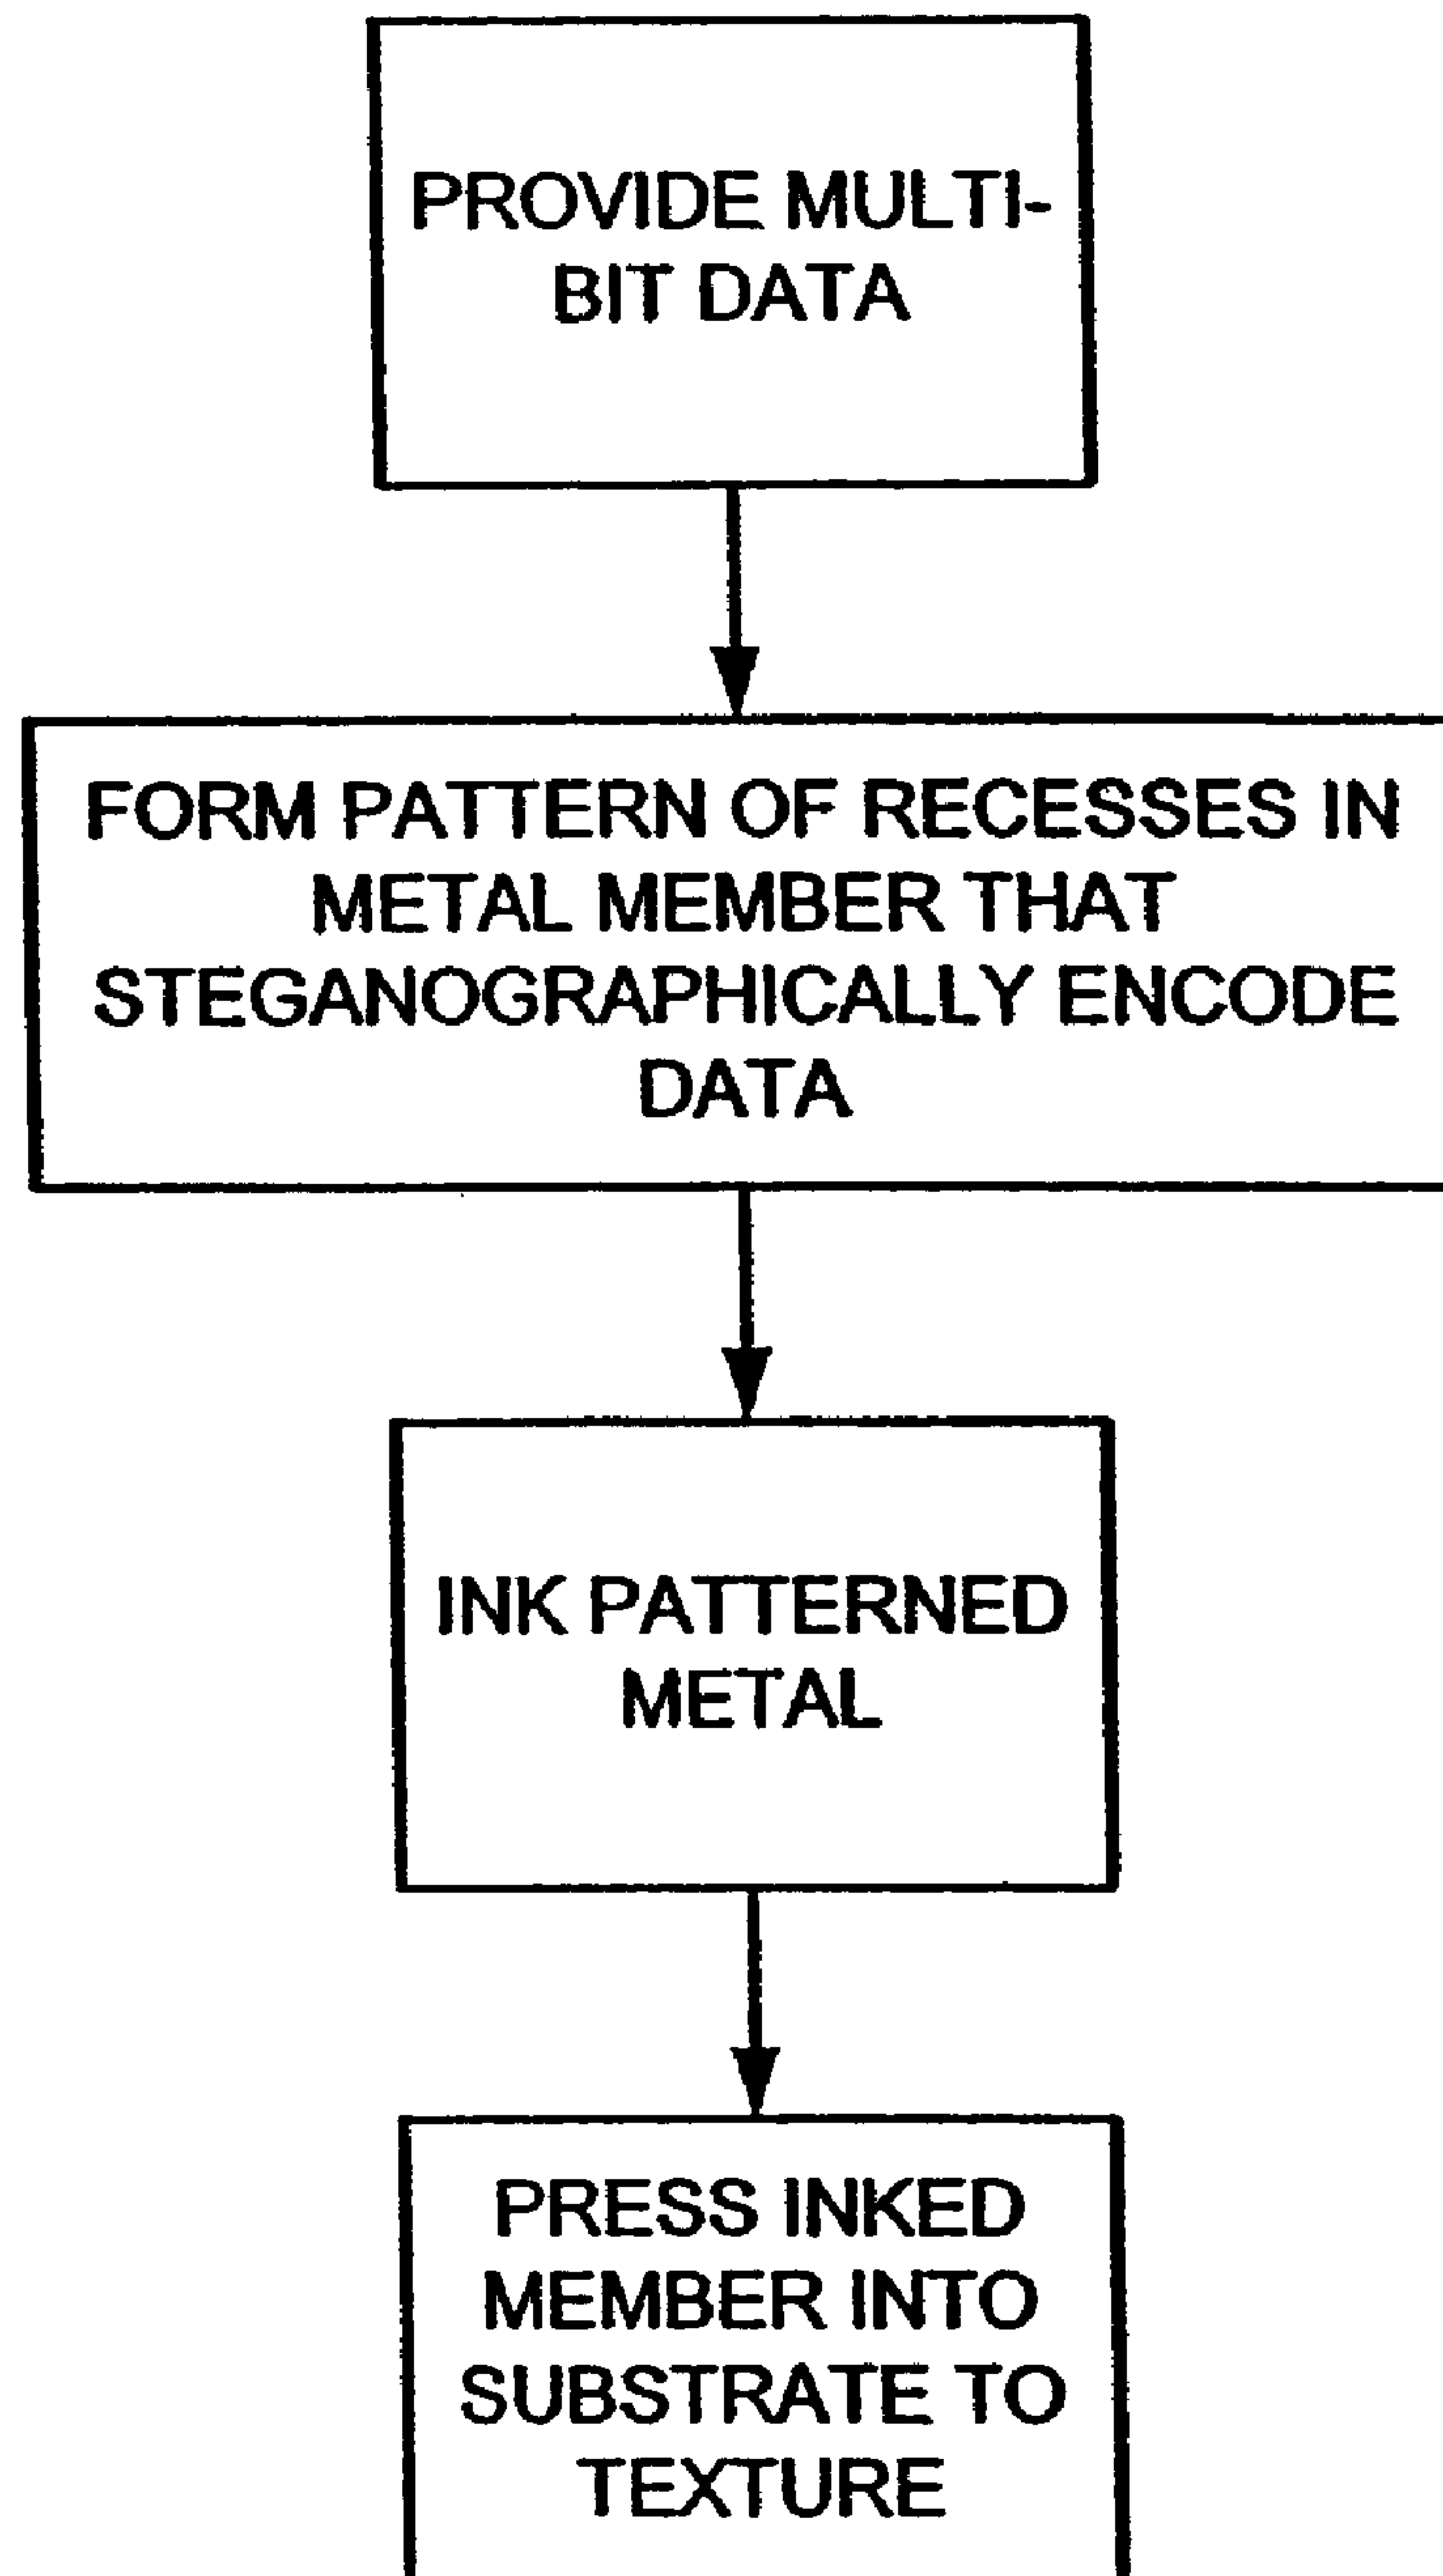 PROVIDE MULTI-
BIT DATA
FORM PATTERN OF RECESSES IN
METAL MEMBER THAT
STEGANOGRAPHICALLY ENCODE
DATA
INK PATTERNED
METAL
PRESS INKED
MEMBER INTO
SUBSTRATE TO
TEXTURE